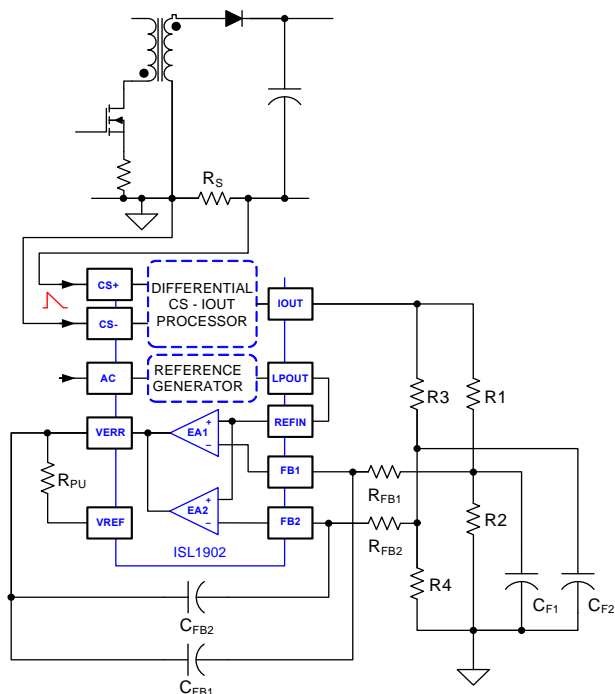 R_S
CS+
DIFFERENTIAL
CS - IOUT
PROCESSOR
IOUT
CS-
AC
REFERENCE
GENERATOR
LPOUT
R3
R1
VERR
+
EA1
−
REFIN
FB1
R_FB1
R_PU
+
EA2
−
FB2
R_FB2
R2
VREF
ISL1902
R4
C_F1
C_F2
C_FB2
C_FB1